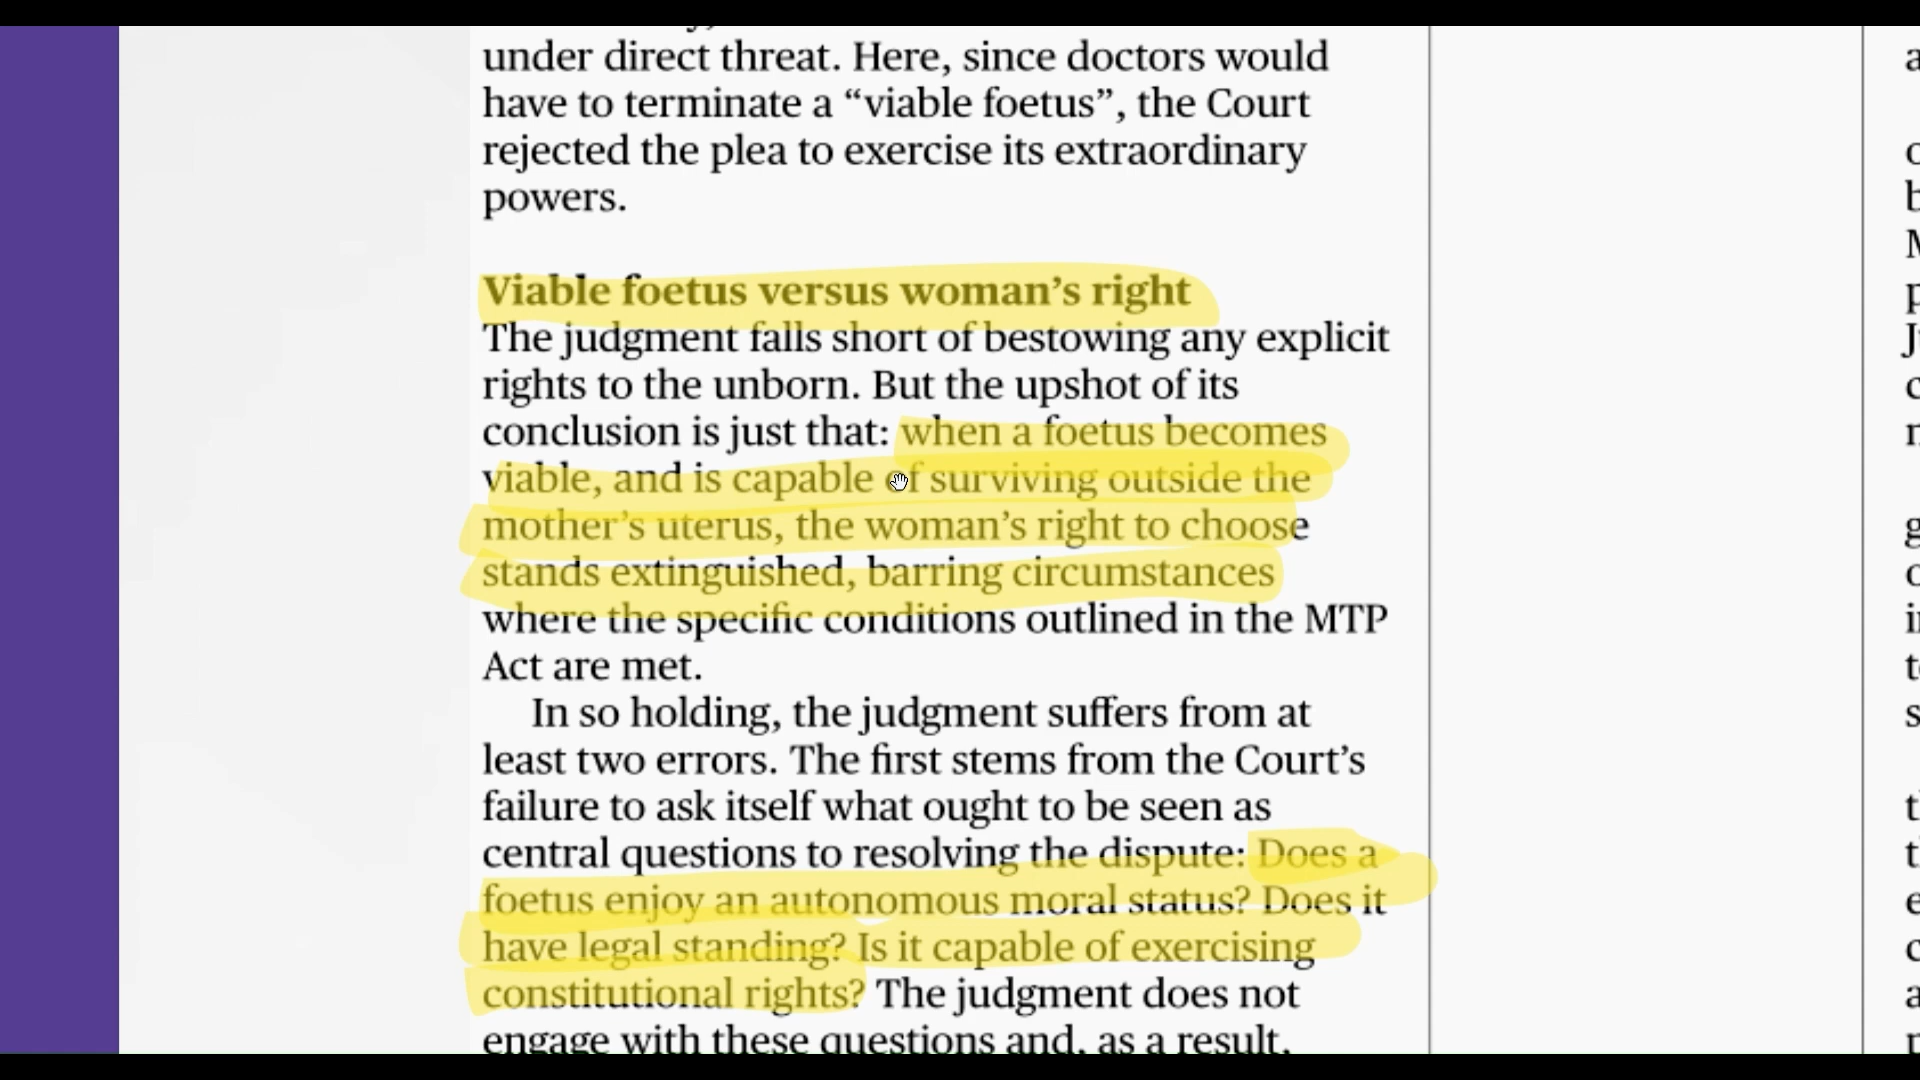 under direct threat. Here, since doctors would
have to terminate a “viable foetus”, the Court
rejected the plea to exercise its extraordinary
powers.
Viable foetus versus woman’s right
The judgment falls short of bestowing any explicit
rights to the unborn. But the upshot of its
conclusion is just that: when a foetus becomes
viable, and is capable of surviving outside the
mother’s uterus, the woman’s right to choose
stands extinguished, barring circumstances
where the specific conditions outlined in the MTP
Act are met.
In so holding, the judgment suffers from at
least two errors. The first stems from the Court’s
failure to ask itself what ought to be seen as
central questions to resolving the dispute: Does a
foetus enjoy an autonomous moral status? Does it
have legal standing? Is it capable of exercising
constitutional rights? The judgment does not
engage with these questions and, as a result,